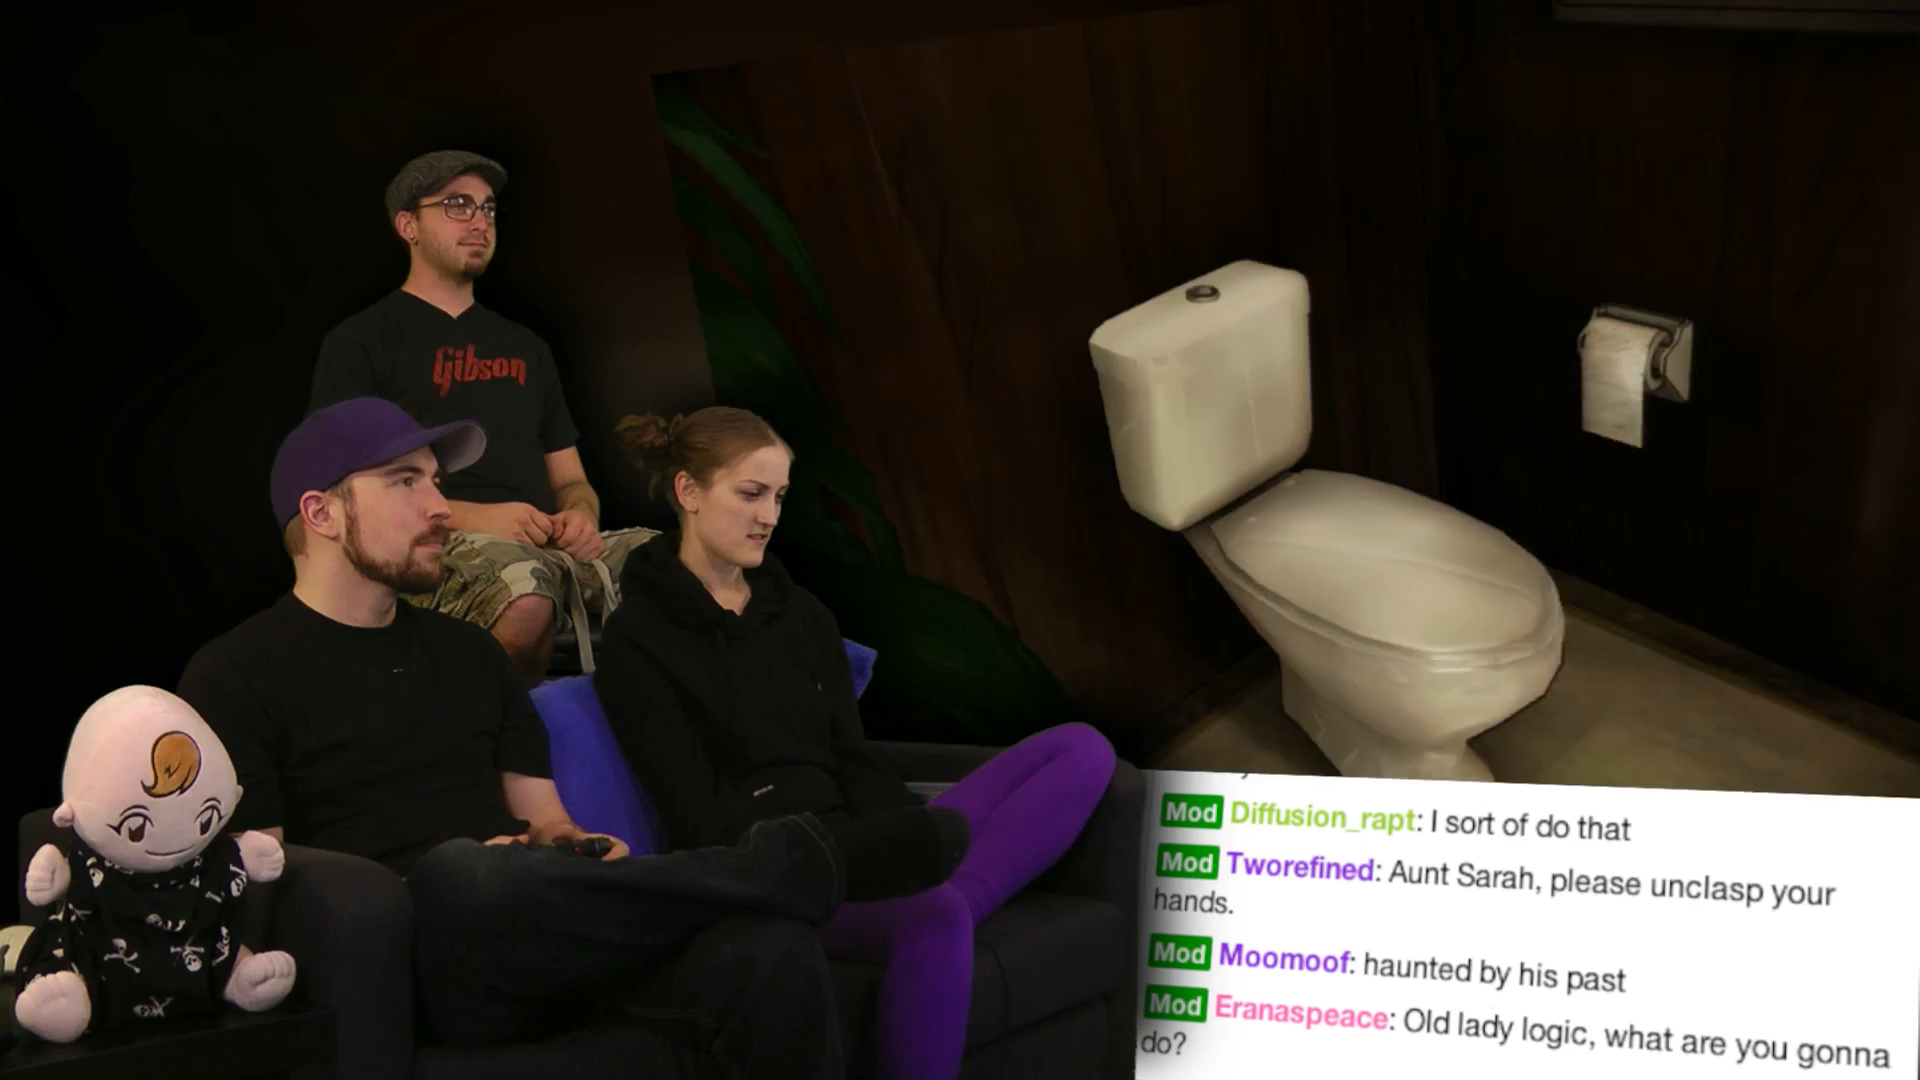 Gibson
Mod Diffusion_rapt: I sort of do that
Mod Tworefined: Aunt Sarah, please unclasp your
hands.
Mod Moomoof: haunted by his past
Mod Eranaspeace: Old lady logic, what are you gonna
do?